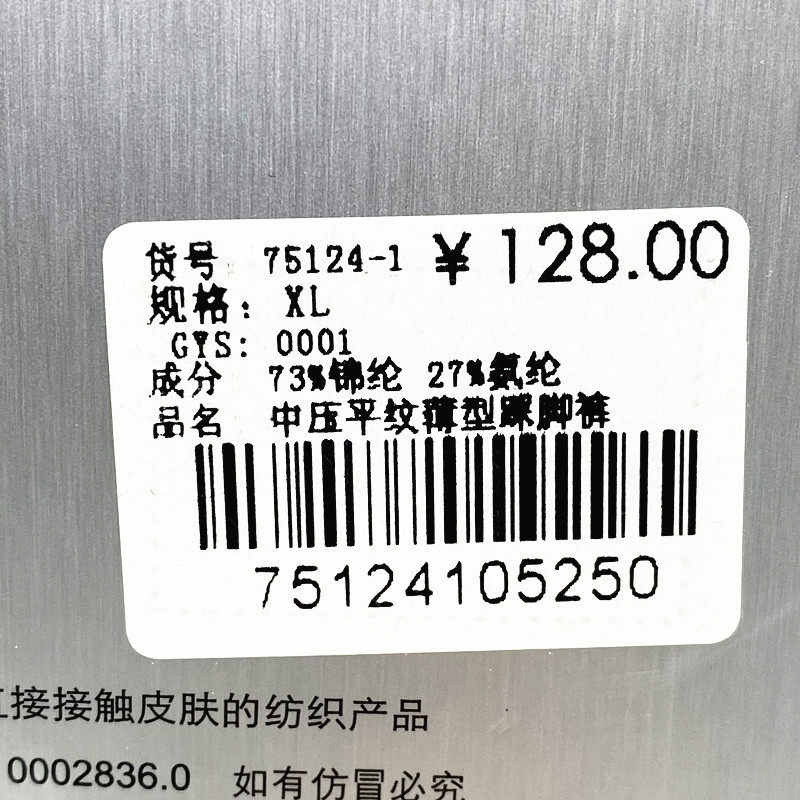 货号 75124-1 ¥128.00
规格: XL
GYS: 0001
成分 73%锦纶 27%氨纶
品名 中压平纹薄型踝脚裤
75124105250
直接接触皮肤的纺织产品
0002836.0 如有仿冒必究